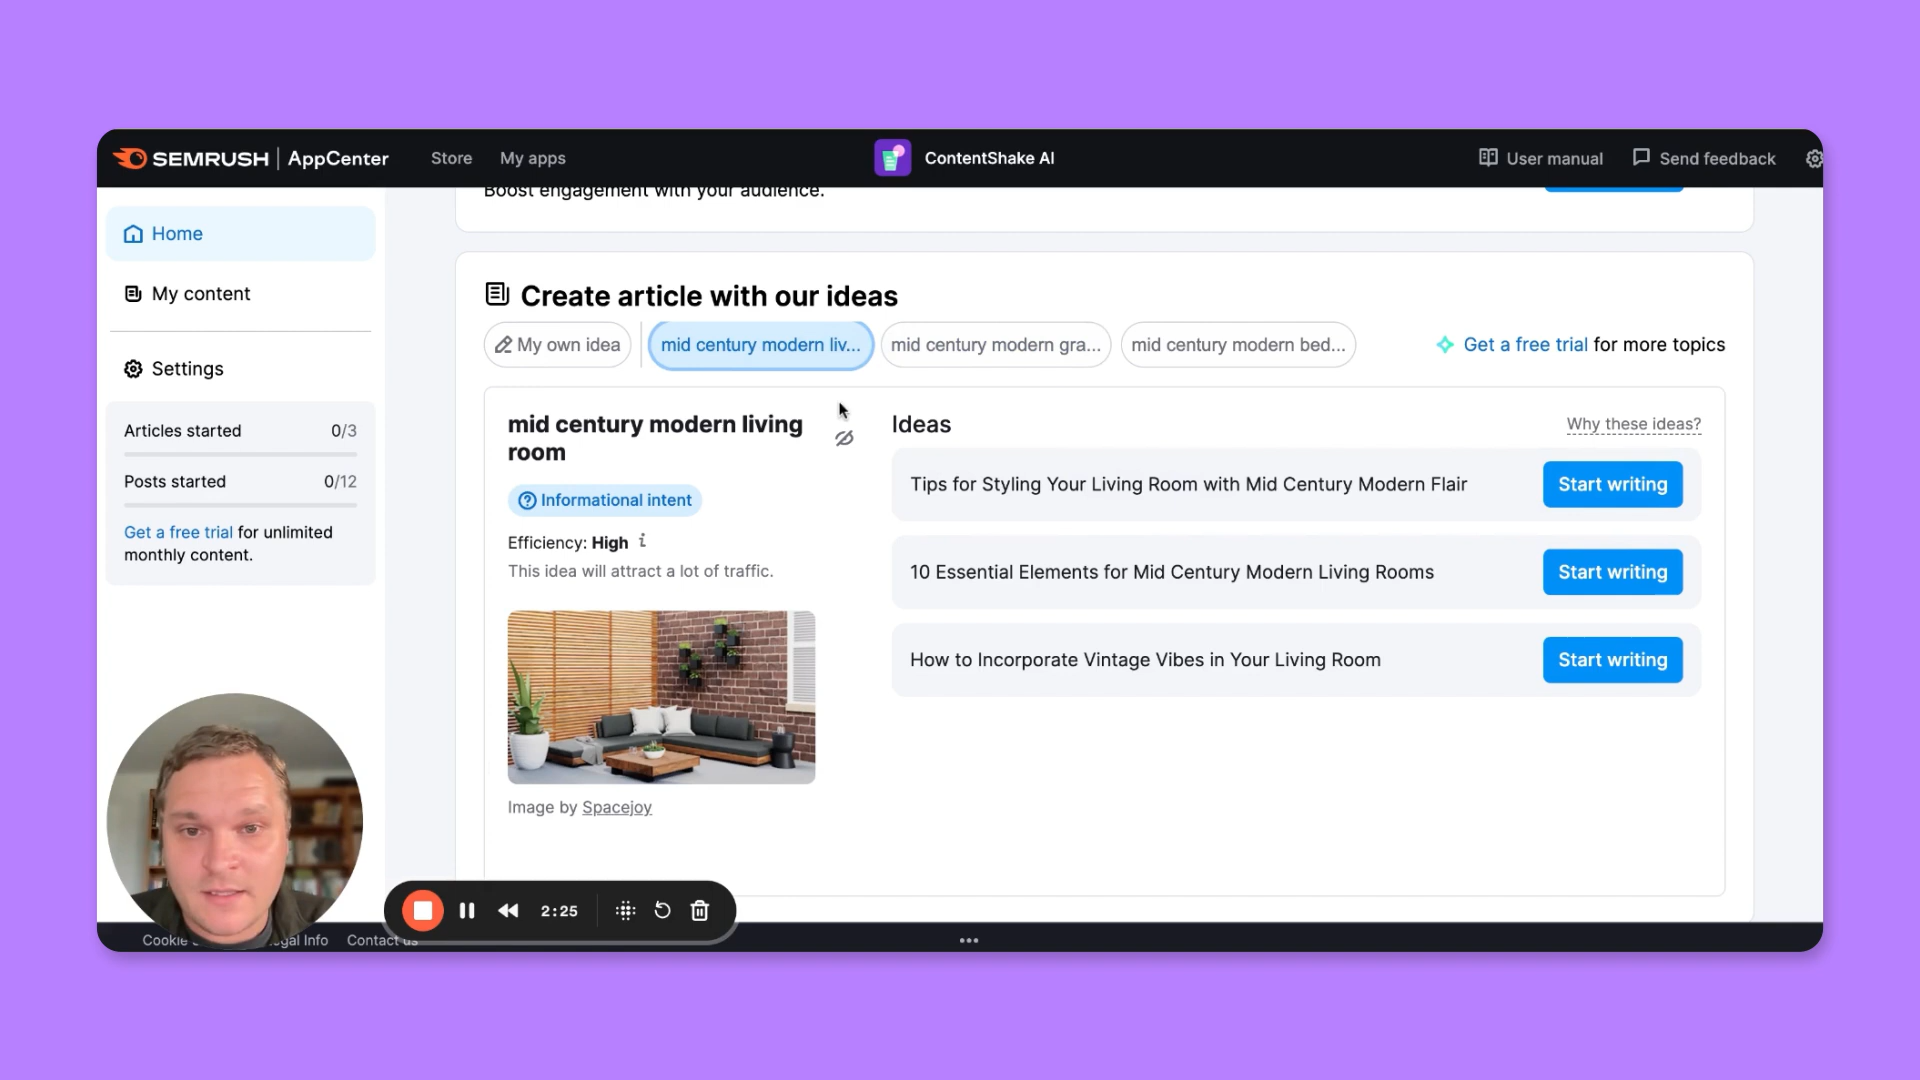 SEMRUSH | AppCenter
Store
My apps
ContentShake AI
User manual
Send feedback
Boost engagement with your audience.
Home
My content
Settings
Articles started 0/3
Posts started 0/12
Get a free trial for unlimited
monthly content.
Create article with our ideas
My own idea
mid century modern liv...
mid century modern gra...
mid century modern bed...
Get a free trial for more topics
mid century modern living
room
Informational intent
Efficiency: High i
This idea will attract a lot of traffic.
Image by Spacejoy
Ideas
Why these ideas?
Tips for Styling Your Living Room with Mid Century Modern Flair
Start writing
10 Essential Elements for Mid Century Modern Living Rooms
Start writing
How to Incorporate Vintage Vibes in Your Living Room
Start writing
2:25
Cookie
Info
Contact us